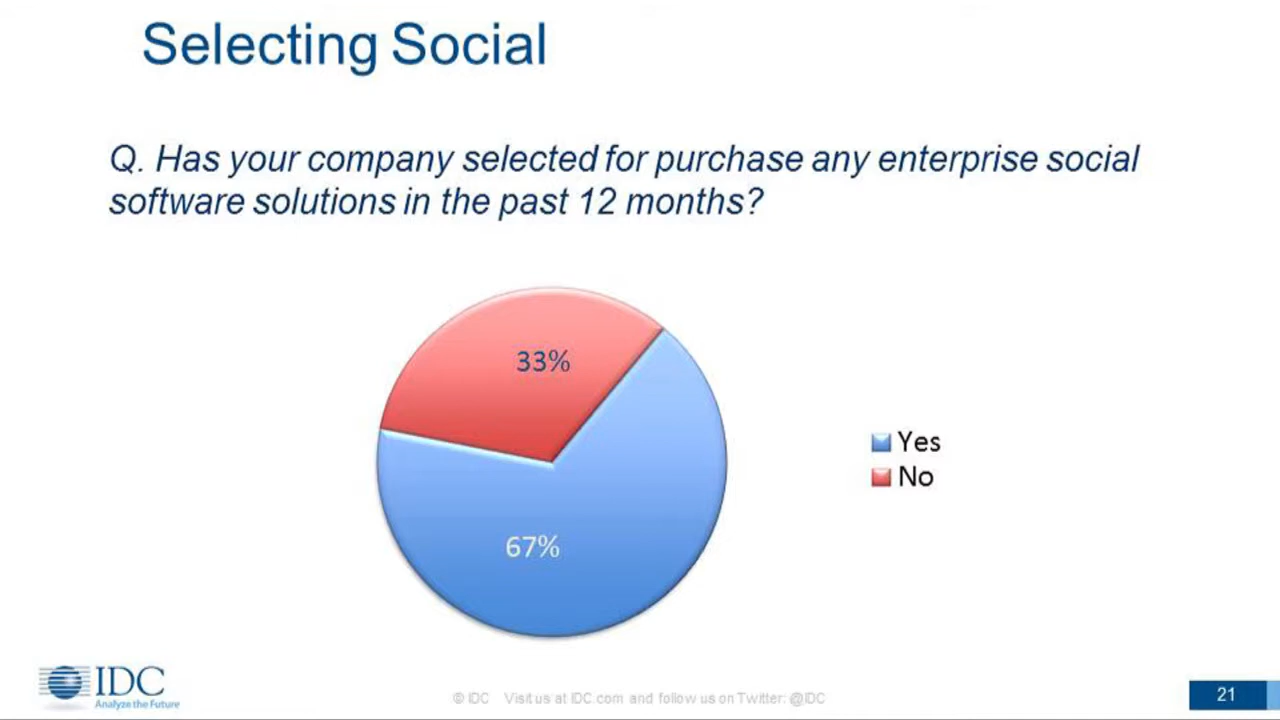 Selecting Social
Q. Has your company selected for purchase any enterprise social
software solutions in the past 12 months?
33%
67%
Yes
No
IDC
Analyze the Future
© IDC Visit us at IDC.com and follow us on Twitter: @IDC
21